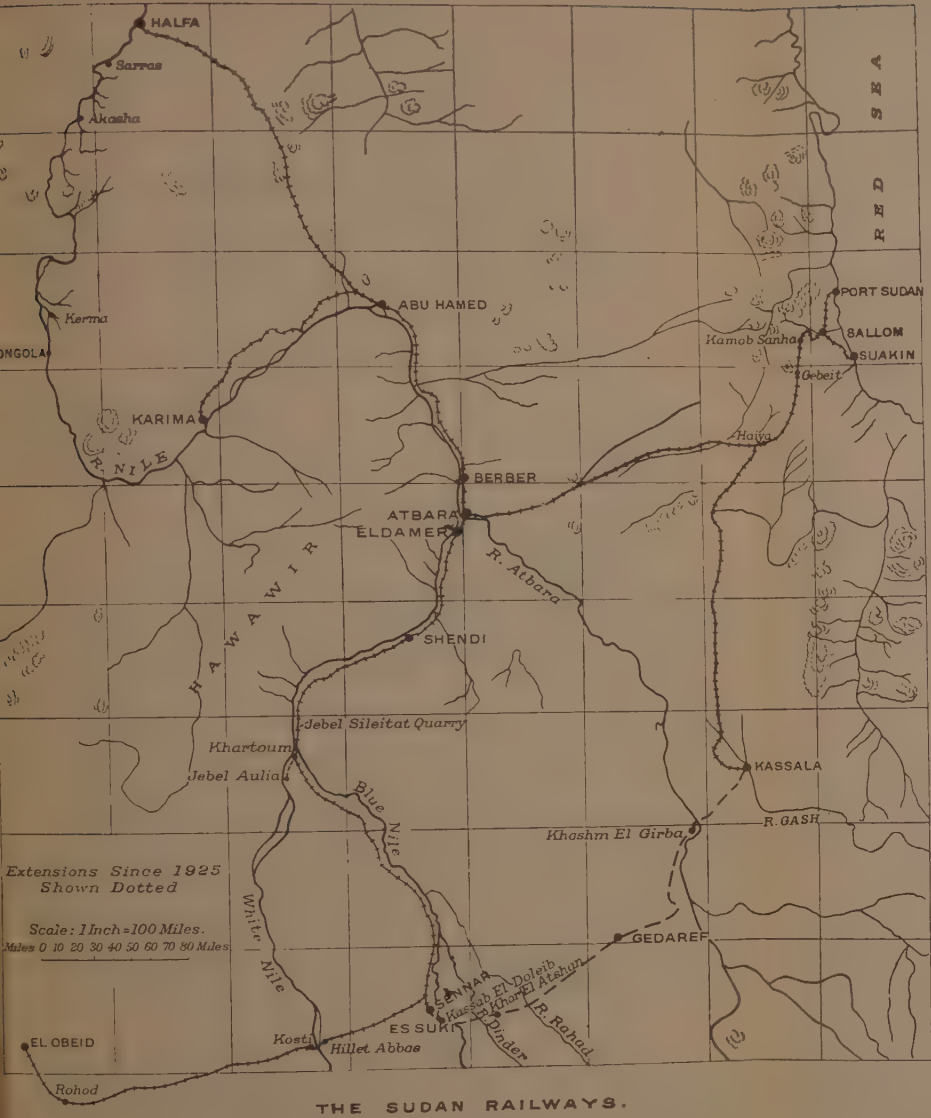 HALFA
Sarras
Akasha
RED SEA
ABU HAMED
PORT SUDAN
Kerma
SALLOM
Kamob Sanha
ONGOLA
SUAKIN
Gebeit
KARIMA
Haiya
R. NILE
BERBER
ATBARA
ELDAMER
R. Atbara
HAWAWIR
SHENDI
Jebel Sileitat Quarry
Khartoum
KASSALA
Jebel Aulia
Blue Nile
R. GASH
Khashm El Girba
Extensions Since 1925
Shown Dotted
White Nile
Scale: 1 Inch=100 Miles.
GEDAREF
Miles 0 10 20 30 40 50 60 70 80 Miles
SENNAR
Kassab El Doleib
Khor El Atshan
ES SUKI
R. Dinder
R. Rahad
EL OBEID
Kosti
Hillet Abbas
Rohod
THE SUDAN RAILWAYS.